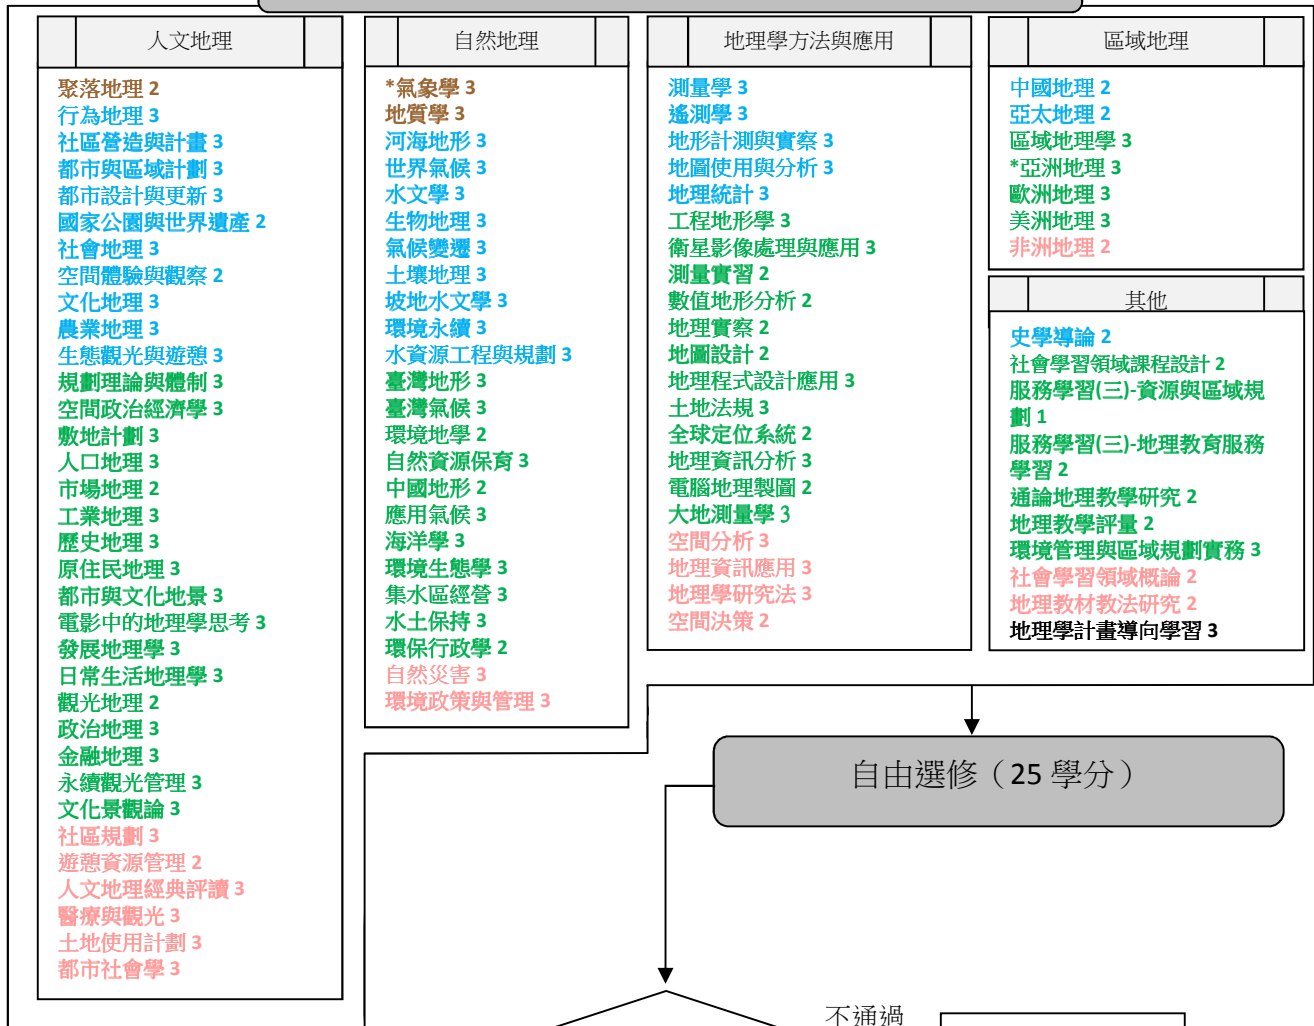 人文地理
聚落地理 2
行為地理 3
社區營造與計畫 3
都市與區域計劃 3
都市設計與更新 3
國家公園與世界遺產 2
社會地理 3
空間體驗與觀察 2
文化地理 3
農業地理 3
生態觀光與遊憩 3
規劃理論與體制 3
空間政治經濟學 3
敷地計劃 3
人口地理 3
市場地理 2
工業地理 3
歷史地理 3
原住民地理 3
都市與文化地景 3
電影中的地理學思考 3
發展地理學 3
日常生活地理學 3
觀光地理 2
政治地理 3
金融地理 3
永續觀光管理 3
文化景觀論 3
社區規劃 3
遊憩資源管理 2
人文地理經典評讀 3
醫療與觀光 3
土地使用計劃 3
都市社會學 3
自然地理
*氣象學 3
地質學 3
河海地形 3
世界氣候 3
水文學 3
生物地理 3
氣候變遷 3
土壤地理 3
坡地水文學 3
環境永續 3
水資源工程與規劃 3
臺灣地形 3
臺灣氣候 3
環境地學 2
自然資源保育 3
中國地形 2
應用氣候 3
海洋學 3
環境生態學 3
集水區經營 3
水土保持 3
環保行政學 2
自然災害 3
環境政策與管理 3
地理學方法與應用
測量學 3
遙測學 3
地形計測與實察 3
地圖使用與分析 3
地理統計 3
工程地形學 3
衛星影像處理與應用 3
測量實習 2
數值地形分析 2
地理實察 2
地圖設計 2
地理程式設計應用 3
土地法規 3
全球定位系統 2
地理資訊分析 3
電腦地理製圖 2
大地測量學 3
空間分析 3
地理資訊應用 3
地理學研究法 3
空間決策 2
區域地理
中國地理 2
亞太地理 2
區域地理學 3
*亞洲地理 3
歐洲地理 3
美洲地理 3
非洲地理 2
其他
史學導論 2
社會學習領域課程設計 2
服務學習(三)-資源與區域規
劃 1
服務學習(三)-地理教育服務
學習 2
通論地理教學研究 2
地理教學評量 2
環境管理與區域規劃實務 3
社會學習領域概論 2
地理教材教法研究 2
地理學計畫導向學習 3
自由選修（25 學分）
不通過